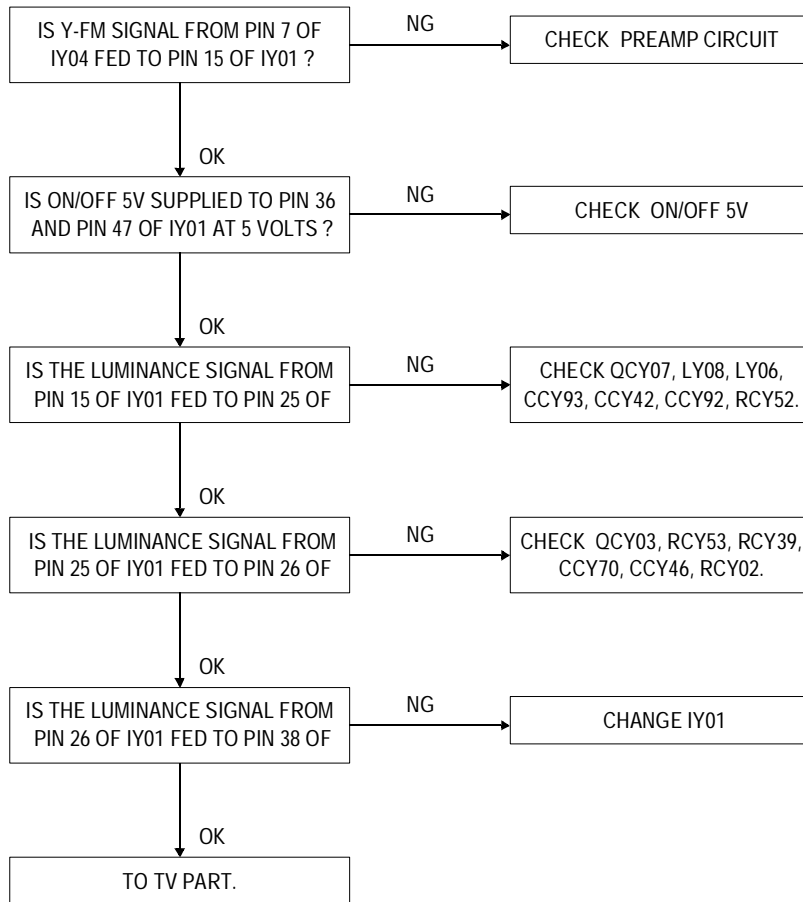 IS Y-FM SIGNAL FROM PIN 7 OF
IY04 FED TO PIN 15 OF IY01 ?
NG
CHECK PREAMP CIRCUIT
OK
IS ON/OFF 5V SUPPLIED TO PIN 36
AND PIN 47 OF IY01 AT 5 VOLTS ?
NG
CHECK ON/OFF 5V
OK
IS THE LUMINANCE SIGNAL FROM
PIN 15 OF IY01 FED TO PIN 25 OF
NG
CHECK QCY07, LY08, LY06,
CCY93, CCY42, CCY92, RCY52.
OK
IS THE LUMINANCE SIGNAL FROM
PIN 25 OF IY01 FED TO PIN 26 OF
NG
CHECK QCY03, RCY53, RCY39,
CCY70, CCY46, RCY02.
OK
IS THE LUMINANCE SIGNAL FROM
PIN 26 OF IY01 FED TO PIN 38 OF
NG
CHANGE IY01
OK
TO TV PART.